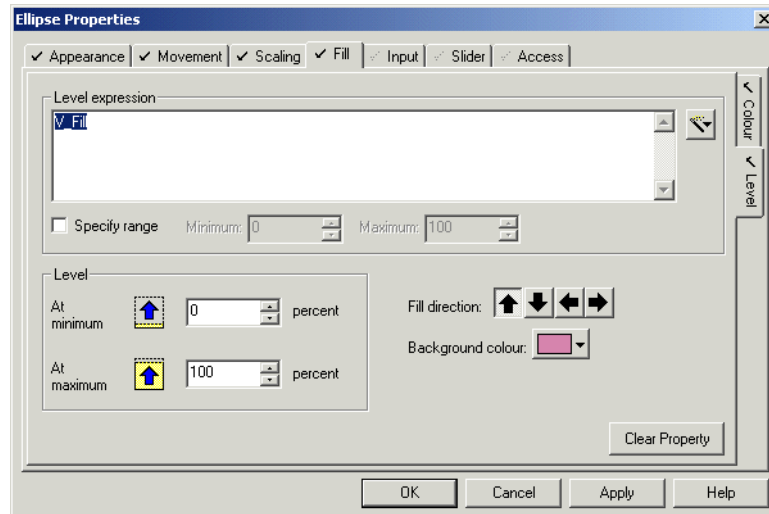 Ellipse Properties
Appearance Movement Scaling Fill Input Slider Access
Colour
Level
Level expression
V_Fill
Specify range Minimum: 0 Maximum: 100
Level
At minimum 0 percent
At maximum 100 percent
Fill direction:
Background colour:
Clear Property
OK Cancel Apply Help